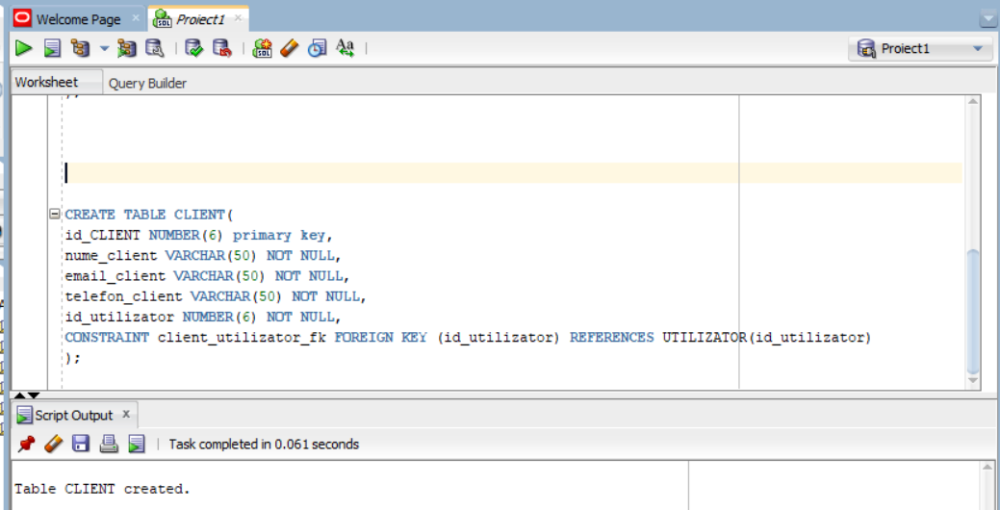 Welcome Page
Proiect1
Proiect1
Worksheet
Query Builder
CREATE TABLE CLIENT(
id_CLIENT NUMBER(6) primary key,
nume_client VARCHAR(50) NOT NULL,
email_client VARCHAR(50) NOT NULL,
telefon_client VARCHAR(50) NOT NULL,
id_utilizator NUMBER(6) NOT NULL,
CONSTRAINT client_utilizator_fk FOREIGN KEY (id_utilizator) REFERENCES UTILIZATOR(id_utilizator)
);
Script Output x
Task completed in 0.061 seconds
Table CLIENT created.